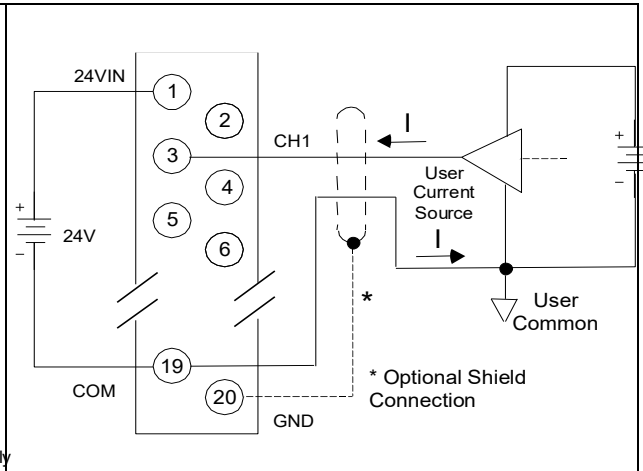 24VIN
1
2
CH1
I
3
4
User
Current
Source
+
−
5
+
24V
−
6
I
*
User
Common
19
COM
20
GND
* Optional Shield
Connection